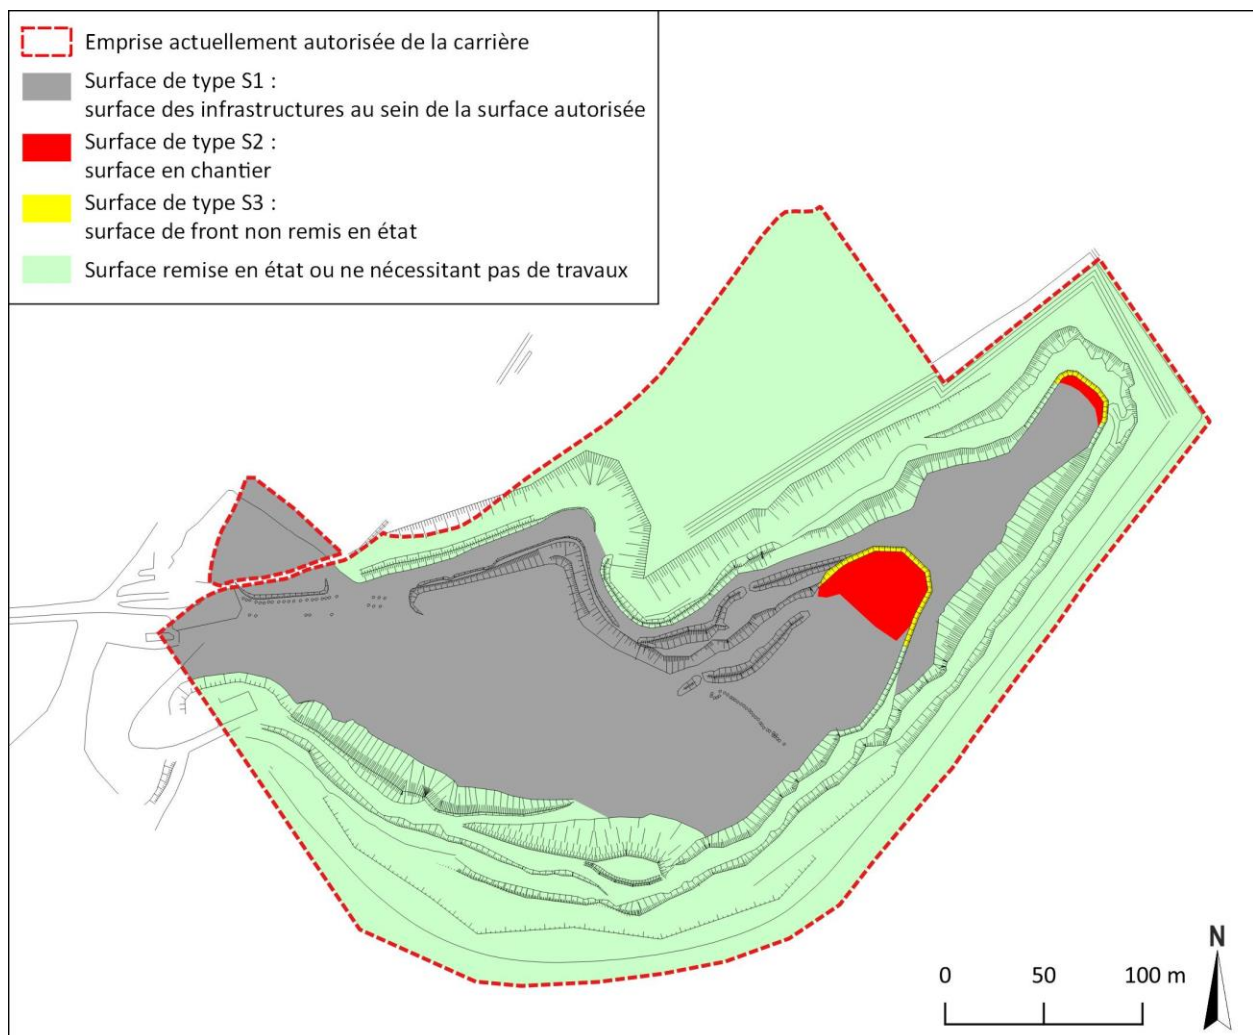 Emprise actuellement autorisée de la carrière
Surface de type S1 :
surface des infrastructures au sein de la surface autorisée
Surface de type S2 :
surface en chantier
Surface de type S3 :
surface de front non remis en état
Surface remise en état ou ne nécessitant pas de travaux
N
0 50 100 m